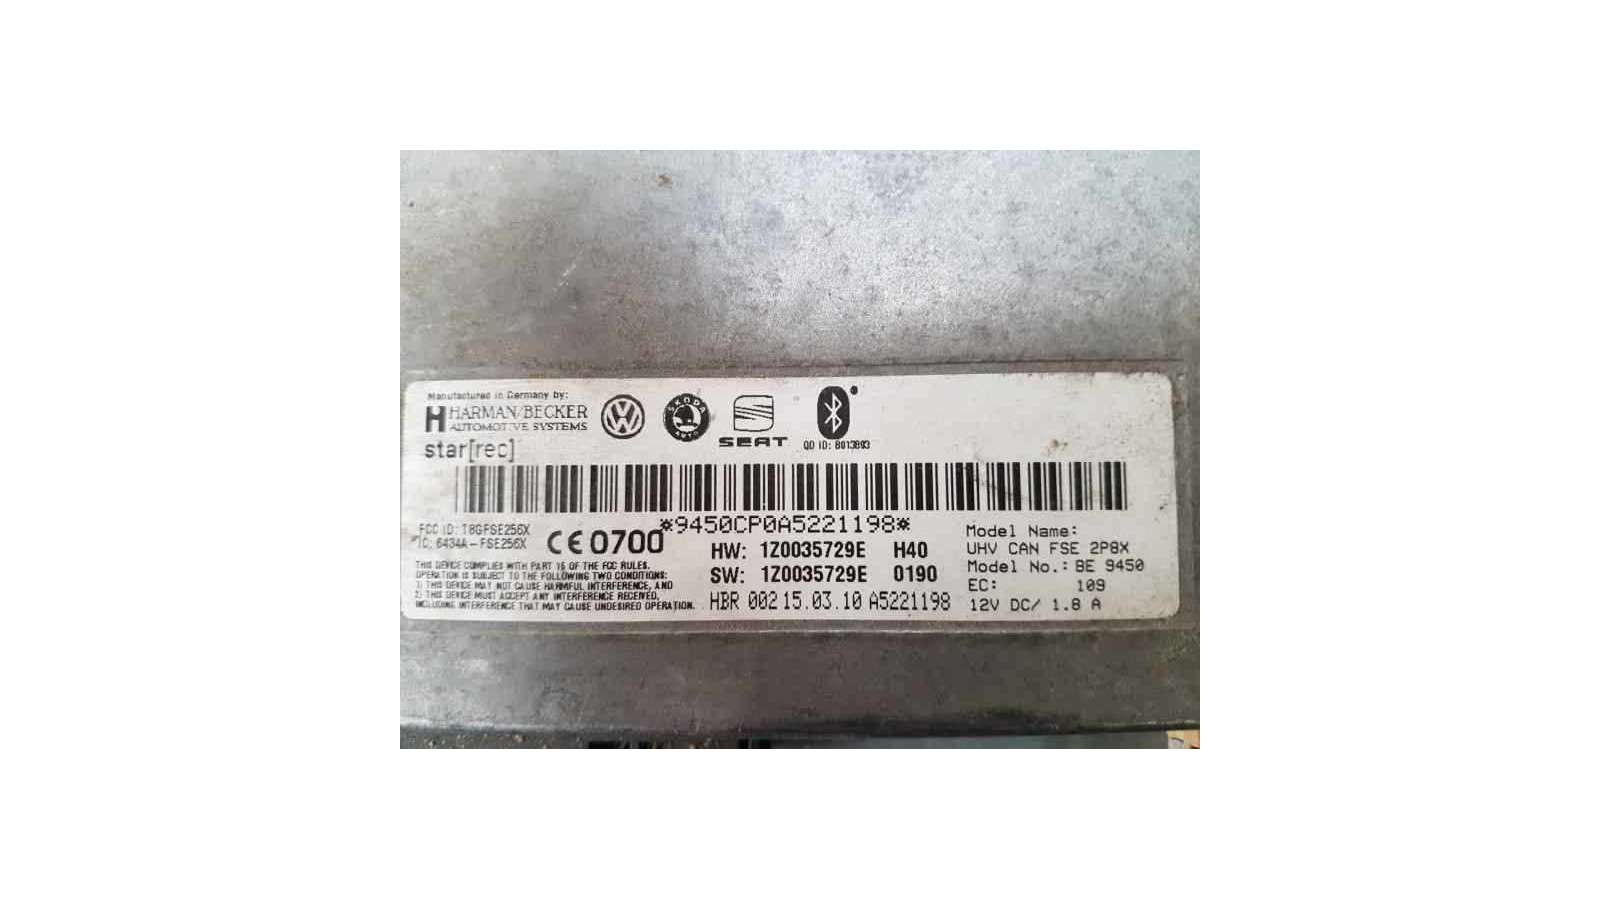 Manufactured in Germany by:
HARMAN/BECKER
AUTOMOTIVE SYSTEMS
star[rec]
VW
ŠKODA
AUTO
SEAT
QD ID: B013893
*9450CP0A5221198*
FCC ID: T8GFSE256X
IC: 6434A-FSE256X
CE 0700
THIS DEVICE COMPLIES WITH PART 15 OF THE FCC RULES.
OPERATION IS SUBJECT TO THE FOLLOWING TWO CONDITIONS:
1) THIS DEVICE MAY NOT CAUSE HARMFUL INTERFERENCE, AND
2) THIS DEVICE MUST ACCEPT ANY INTERFERENCE RECEIVED,
INCLUDING INTERFERENCE THAT MAY CAUSE UNDESIRED OPERATION.
HW: 1Z0035729E H40
SW: 1Z0035729E 0190
HBR 002 15.03.10 A5221198
Model Name:
UHV CAN FSE 2P8X
Model No.: BE 9450
EC: 109
12V DC/ 1.8 A